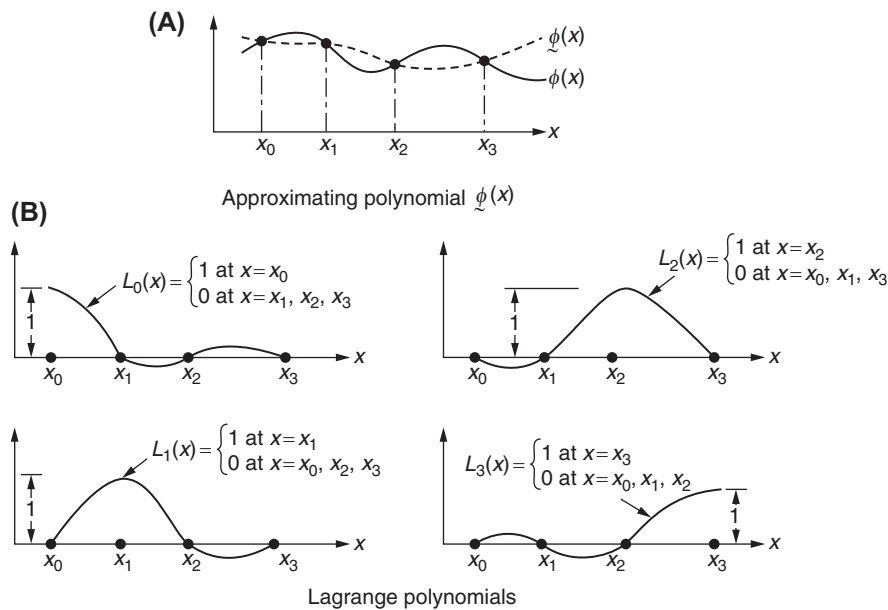 (A)
ϕ̰(x)
ϕ(x)
x
x₀ x₁ x₂ x₃
Approximating polynomial ϕ̰(x)
(B)
L₀(x) = { 1 at x = x₀
0 at x = x₁, x₂, x₃
1
x
x₀ x₁ x₂ x₃
L₂(x) = { 1 at x = x₂
0 at x = x₀, x₁, x₃
1
x
x₀ x₁ x₂ x₃
L₁(x) = { 1 at x = x₁
0 at x = x₀, x₂, x₃
1
x
x₀ x₁ x₂ x₃
L₃(x) = { 1 at x = x₃
0 at x = x₀, x₁, x₂
1
x
x₀ x₁ x₂ x₃
Lagrange polynomials